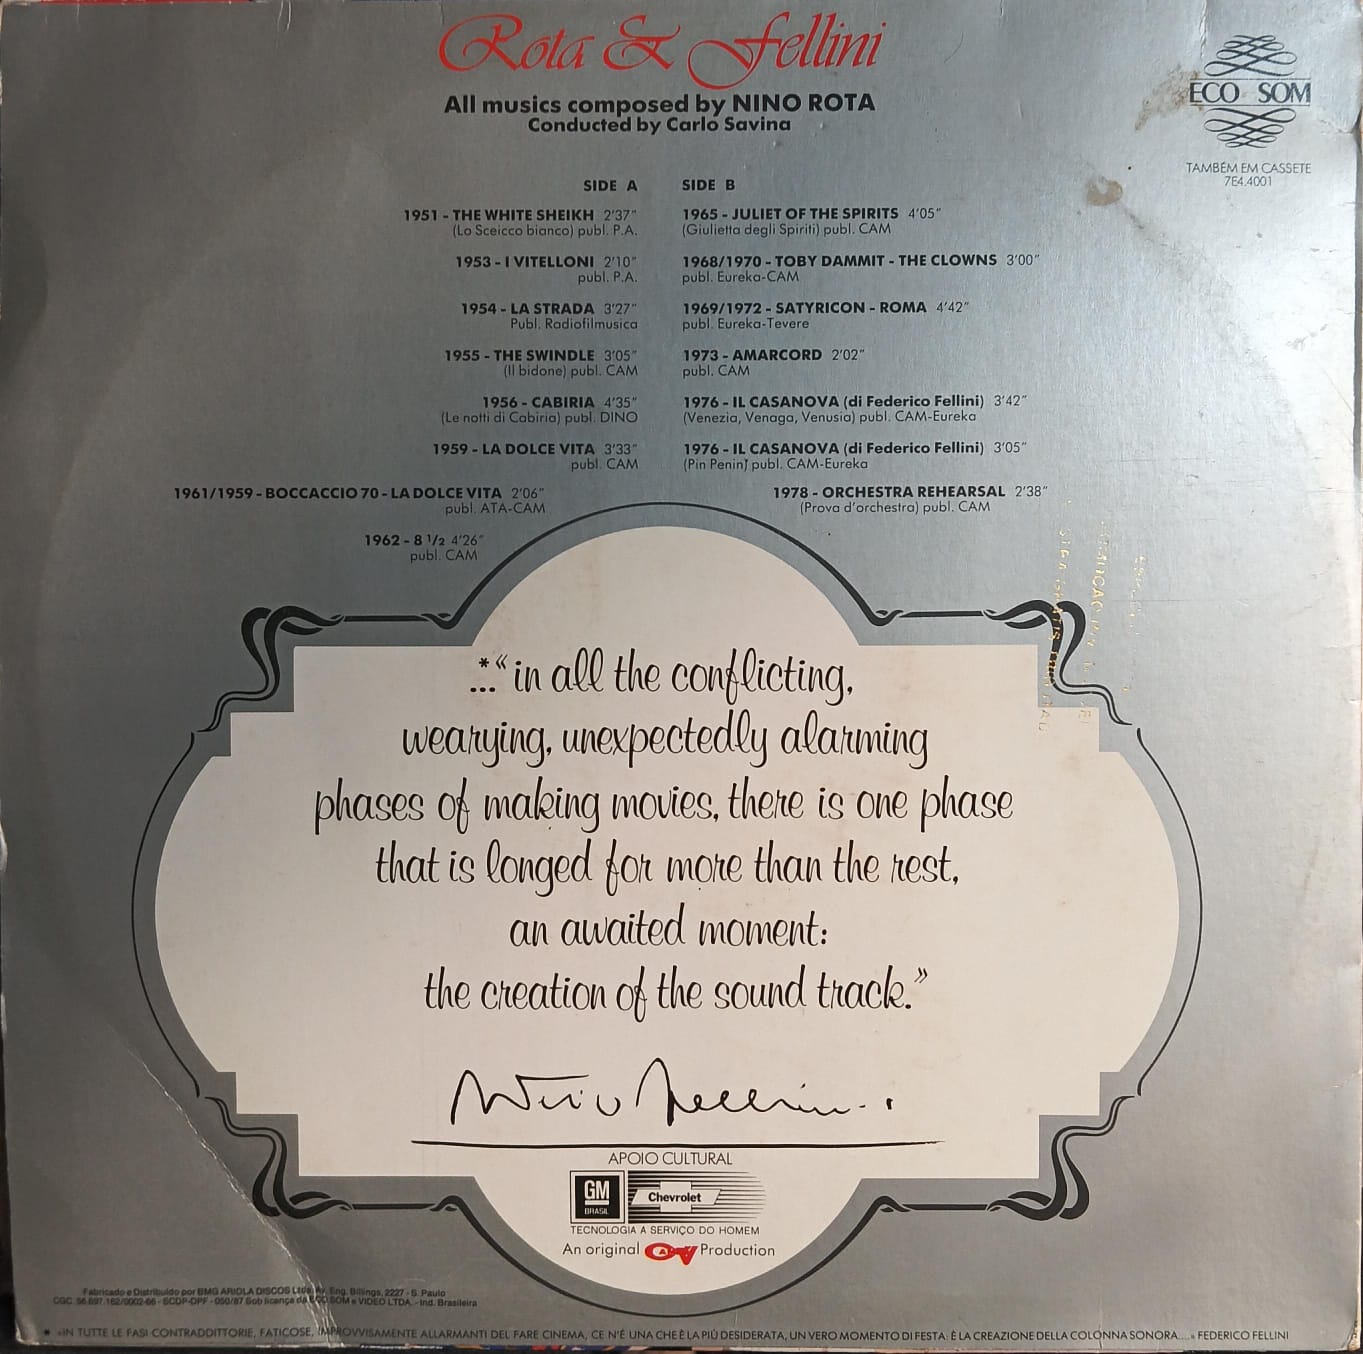 Rota & Fellini
All musics composed by NINO ROTA
Conducted by Carlo Savina
ECO SOM
TAMBÉM EM CASSETE
7E4.4001
SIDE A
1951 - THE WHITE SHEIKH 2'37"
(Lo Sceicco bianco) publ. P.A.
1953 - I VITELLONI 2'10"
publ. P.A.
1954 - LA STRADA 3'27"
Publ. Radiofilmusica
1955 - THE SWINDLE 3'05"
(Il bidone) publ. CAM
1956 - CABIRIA 4'35"
(Le notti di Cabiria) publ. DINO
1959 - LA DOLCE VITA 3'33"
publ. CAM
1961/1959 - BOCCACCIO 70 - LA DOLCE VITA 2'06"
publ. ATA-CAM
1962 - 8 1/2 4'26"
publ. CAM
SIDE B
1965 - JULIET OF THE SPIRITS 4'05"
(Giulietta degli Spiriti) publ. CAM
1968/1970 - TOBY DAMMIT - THE CLOWNS 3'00"
publ. Eureka-CAM
1969/1972 - SATYRICON - ROMA 4'42"
publ. Eureka-Tevere
1973 - AMARCORD 2'02"
publ. CAM
1976 - IL CASANOVA (di Federico Fellini) 3'42"
(Venezia, Venaga, Venusia) publ. CAM-Eureka
1976 - IL CASANOVA (di Federico Fellini) 3'05"
(Pin Penin) publ. CAM-Eureka
1978 - ORCHESTRA REHEARSAL 2'38"
(Prova d'orchestra) publ. CAM
*«...in all the conflicting,
wearying, unexpectedly alarming
phases of making movies, there is one phase
that is longed for more than the rest,
an awaited moment:
the creation of the sound track.»
APOIO CULTURAL
GM
BRASIL
Chevrolet
TECNOLOGIA A SERVIÇO DO HOMEM
An original CAM Production
Fabricado e Distribuído por BMG ARIOLA DISCOS Ltda. Av. Eng. Billings, 2227 - S. Paulo
CGC 56.697.162/0002-66 - SCDP-DPF - 050/87 Sob licença da ECO SOM e VIDEO LTDA. - Ind. Brasileira
* «IN TUTTE LE FASI CONTRADDITTORIE, FATICOSE, IMPROVVISAMENTE ALLARMANTI DEL FARE CINEMA, CE N'È UNA CHE È LA PIÙ DESIDERATA, UN VERO MOMENTO DI FESTA: È LA CREAZIONE DELLA COLONNA SONORA....» FEDERICO FELLINI